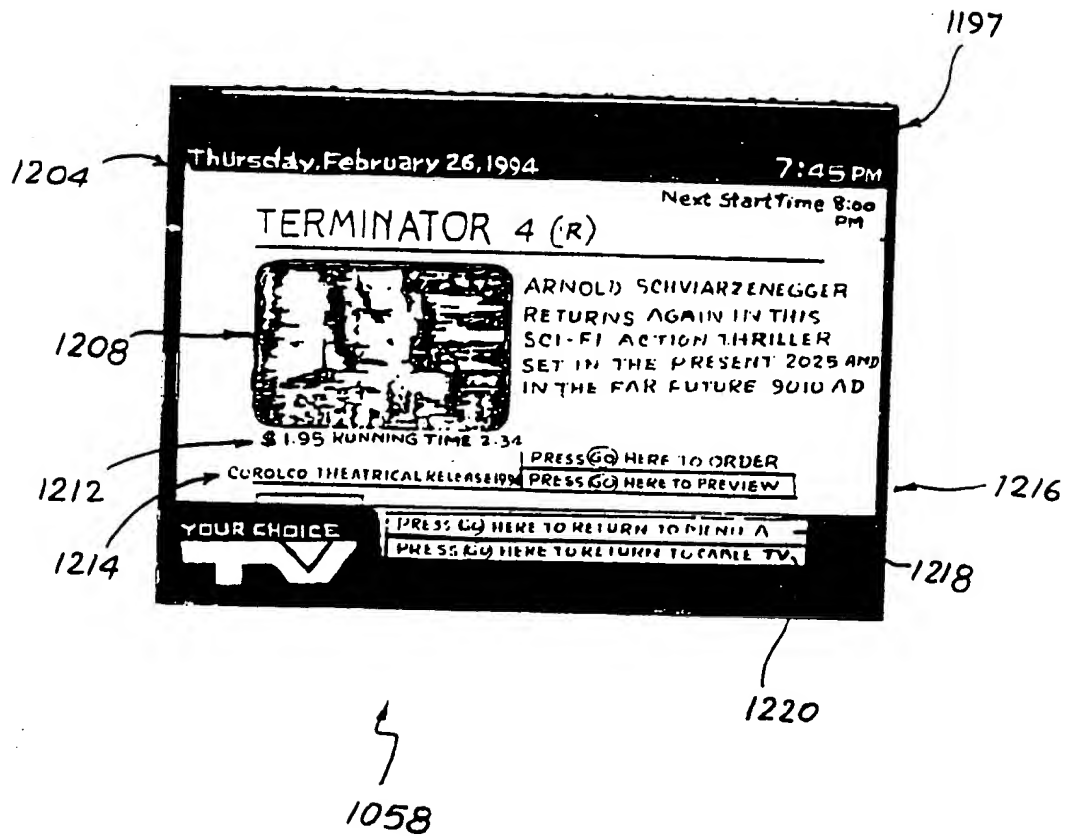 1197
Thursday, February 26, 1994 7:45 PM
1204
Next Start Time 8:00 PM
TERMINATOR 4 (R)
ARNOLD SCHVIARZENEGGER
RETURNS AGAIN IN THIS
1208
SCI-FI ACTION THRILLER
SET IN THE PRESENT 2025 AND
IN THE FAR FUTURE 9010 AD
$1.95 RUNNING TIME 2:34
PRESS GO HERE TO ORDER
1212
COROLCO THEATRICAL RELEASE
PRESS GO HERE TO PREVIEW
1216
YOUR CHOICE
TV
PRESS GO HERE TO RETURN TO MENU A
PRESS GO HERE TO RETURN TO CABLE TV
1214
1218
1220
1058